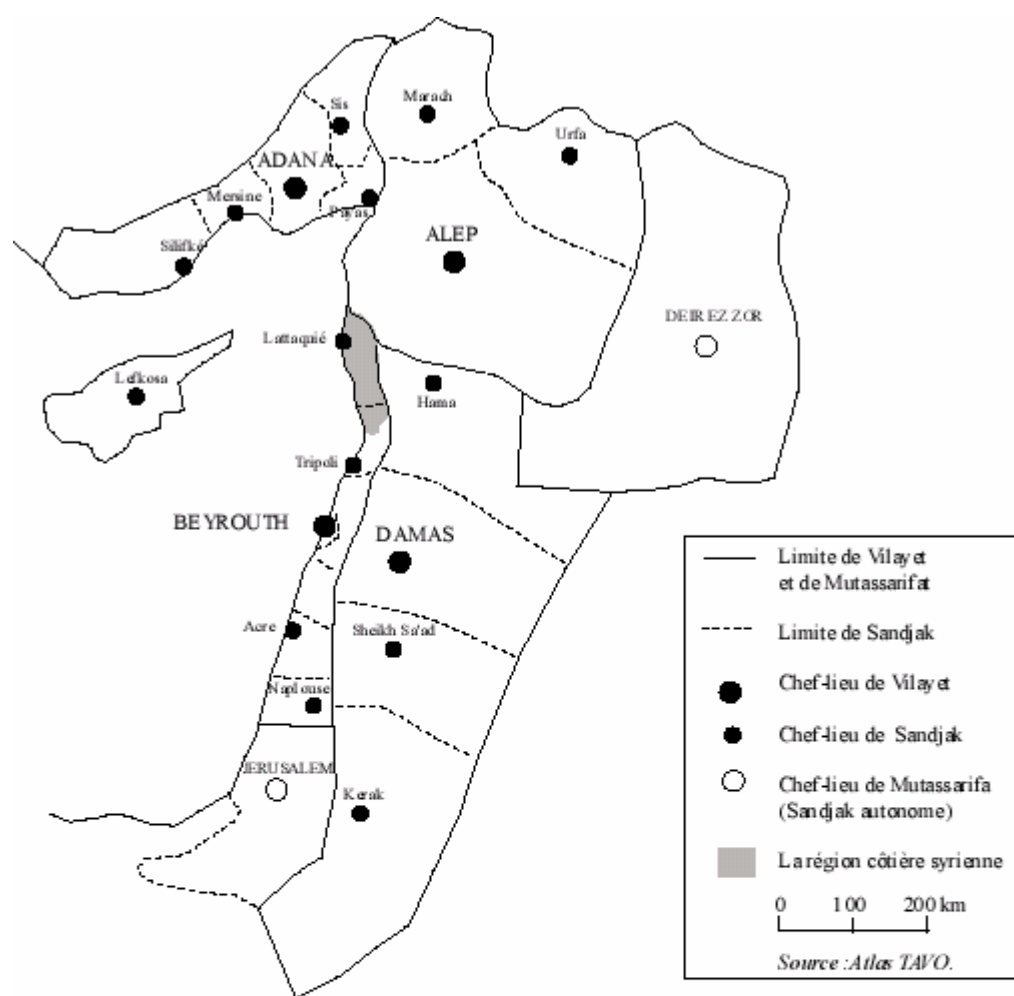 Sis
Marach
Urfa
ADANA
Mersine
Payas
Silifké
ALEP
DEIR EZ ZOR
Lattaquié
Lefkosa
Hama
Tripoli
BEYROUTH
DAMAS
Acre
Sheikh Sa'ad
Naplouse
JERUSALEM
Kerak
Limite de Vilayet
et de Mutassarifat
Limite de Sandjak
Chef-lieu de Vilayet
Chef-lieu de Sandjak
Chef-lieu de Mutassarifa
(Sandjak autonome)
La région côtière syrienne
0 100 200 km
Source : Atlas TAVO.